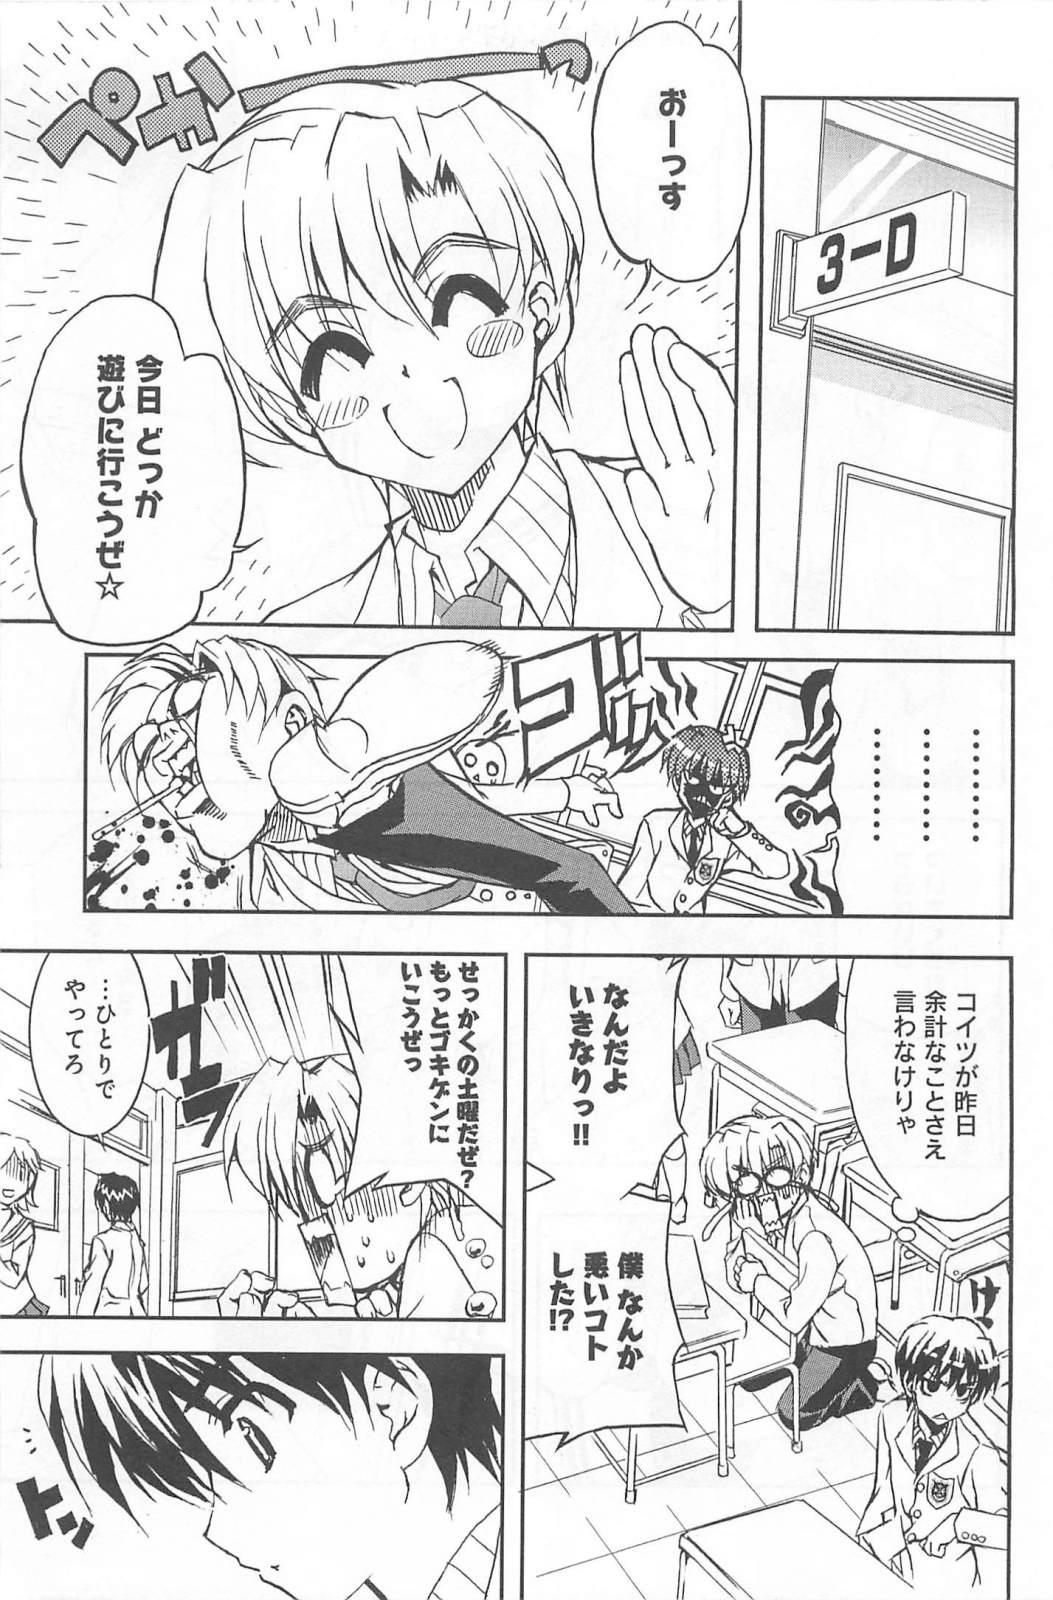 3-D
おーっす
ペカーっ
今日 どっか
遊びに行こうぜ☆
………
………
………
ゴッ
コイツが昨日
余計なことさえ
言わなけりゃ
けっ
なんだよ
いきなりっ!!
僕 なんか
悪いコト
した!?
せっかくの土曜だぜ?
もっとゴキゲンに
いこうぜっ
…ひとりで
やってろ
トン